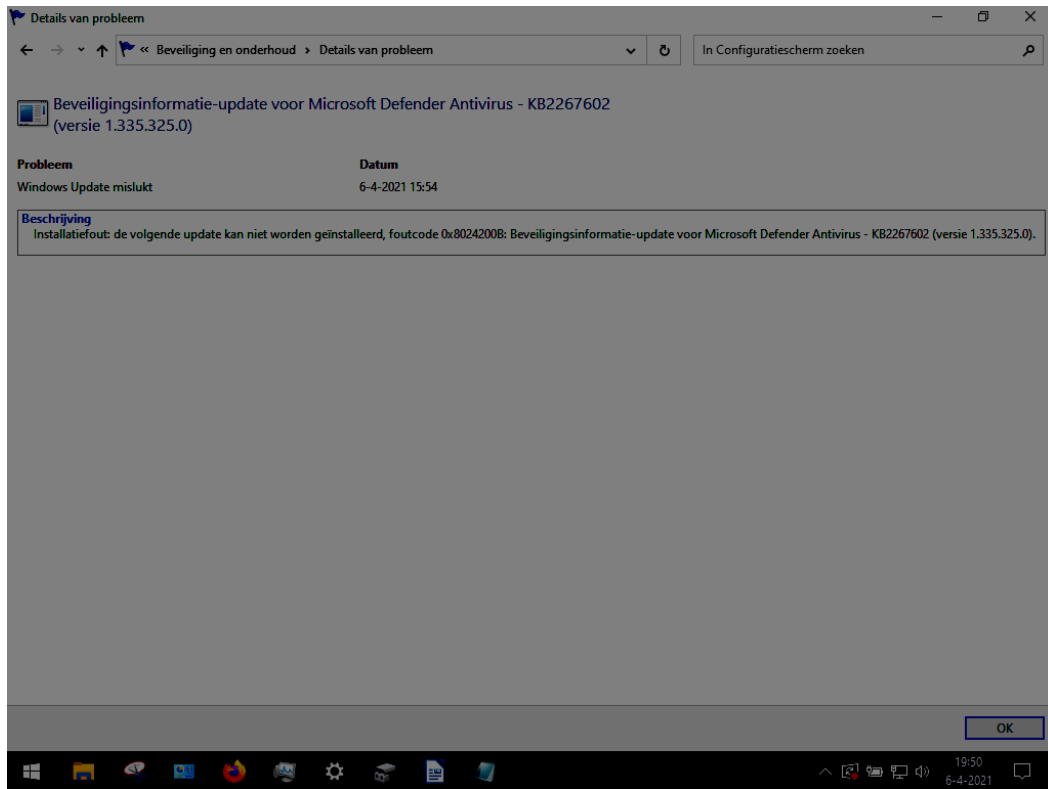 Details van probleem
« Beveiliging en onderhoud › Details van probleem
In Configuratiescherm zoeken
Beveiligingsinformatie-update voor Microsoft Defender Antivirus - KB2267602
(versie 1.335.325.0)
Probleem Datum
Windows Update mislukt 6-4-2021 15:54
Beschrijving
Installatiefout: de volgende update kan niet worden geïnstalleerd, foutcode 0x8024200B: Beveiligingsinformatie-update voor Microsoft Defender Antivirus - KB2267602 (versie 1.335.325.0).
OK
19:50
6-4-2021